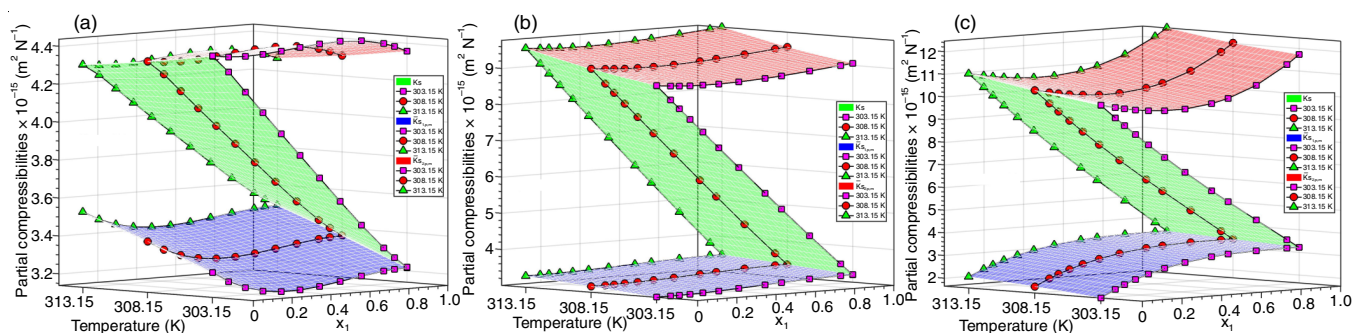 (a)
Partial compressibilities × 10⁻¹⁵ (m² N⁻¹)
4.4
4.2
4.0
3.8
3.6
3.4
3.2
Ks
303.15 K
308.15 K
313.15 K
K̄s₁,ₚ,ₘ
303.15 K
308.15 K
313.15 K
K̄s₂,ₚ,ₘ
303.15 K
308.15 K
313.15 K
313.15
308.15
303.15
0
0.2
0.4
0.6
0.8
1.0
Temperature (K)
x₁
(b)
Partial compressibilities × 10⁻¹⁵ (m² N⁻¹)
9
8
7
6
5
4
Ks
303.15 K
308.15 K
313.15 K
303.15 K
308.15 K
313.15 K
303.15 K
308.15 K
313.15 K
313.15
308.15
303.15
0
0.2
0.4
0.6
0.8
1.0
Temperature (K)
x₁
(c)
Partial compressibilities × 10⁻¹⁵ (m² N⁻¹)
12
11
10
9
8
7
6
5
4
3
2
Ks
303.15 K
308.15 K
313.15 K
303.15 K
308.15 K
313.15 K
303.15 K
308.15 K
313.15 K
313.15
308.15
303.15
0
0.2
0.4
0.6
0.8
1.0
Temperature (K)
x₁